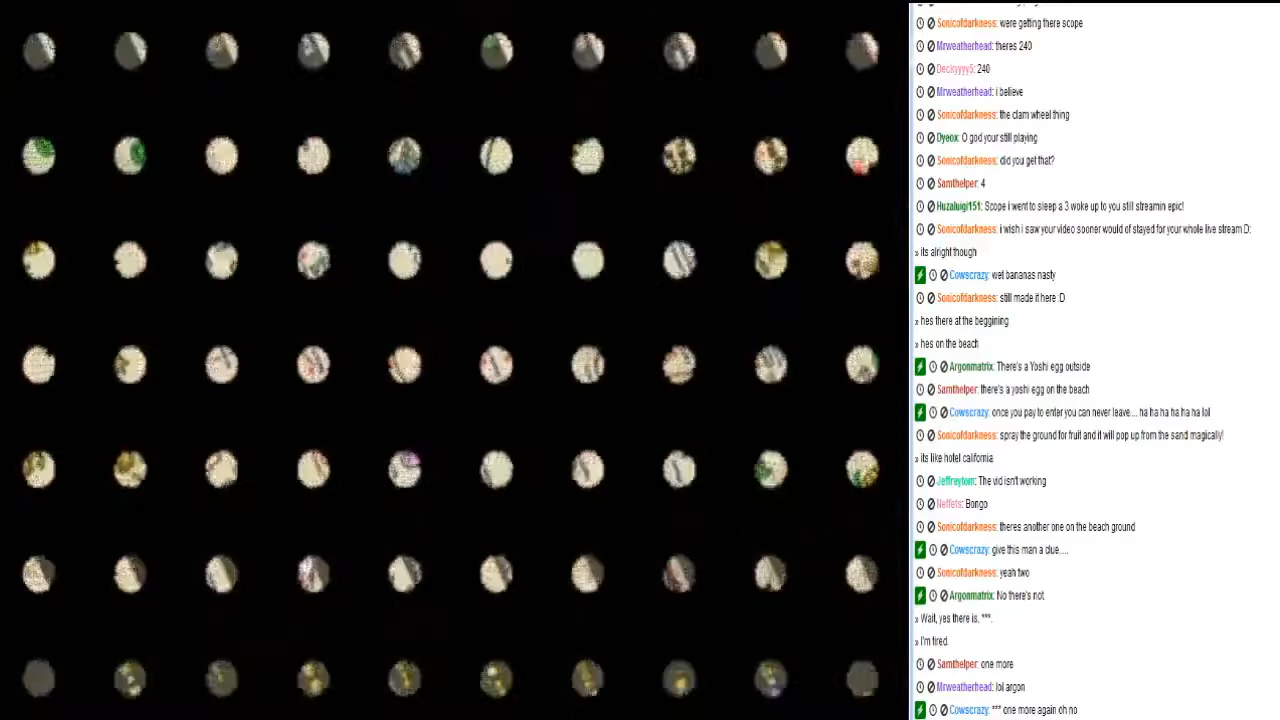 Sonicofdarkness: were getting there scope
Mrweatherhead: theres 240
Deckyyyy5: 240
Mrweatherhead: i believe
Sonicofdarkness: the clam wheel thing
Dyeox: O god your still playing
Sonicofdarkness: did you get that?
Samthelper: 4
Huzaluigi151: Scope i went to sleep a 3 woke up to you still streamin epic!
Sonicofdarkness: i wish i saw your video sooner would of stayed for your whole live stream D:
» its alright though
Cowscrazy: wet bananas nasty
Sonicofdarkness: still made it here :D
» hes there at the beggining
» hes on the beach
Argonmatrix: There's a Yoshi egg outside
Samthelper: there's a yoshi egg on the beach
Cowscrazy: once you pay to enter you can never leave.... ha ha ha ha ha ha lol
Sonicofdarkness: spray the ground for fruit and it will pop up from the sand magically!
» its like hotel california
Jeffreytom: The vid isn't working
Neffets: Bongo
Sonicofdarkness: theres another one on the beach ground
Cowscrazy: give this man a clue....
Sonicofdarkness: yeah two
Argonmatrix: No there's not
» Wait, yes there is. ***.
» I'm tired.
Samthelper: one more
Mrweatherhead: lol argon
Cowscrazy: *** one more again oh no